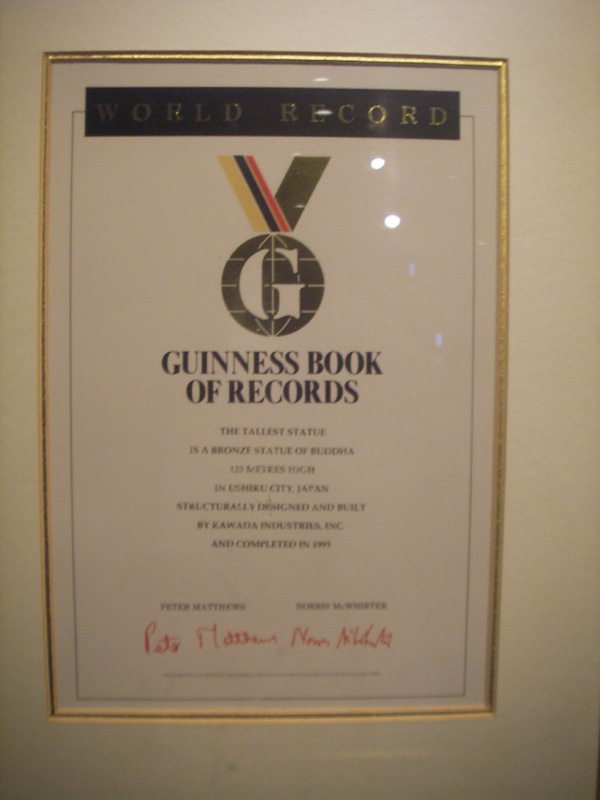 WORLD RECORD
G
GUINNESS BOOK
OF RECORDS
THE TALLEST STATUE
IS A BRONZE STATUE OF BUDDHA
120 METRES HIGH
IN USHIKU CITY, JAPAN
STRUCTURALLY DESIGNED AND BUILT
BY KAWADA INDUSTRIES, INC.
AND COMPLETED IN
PETER MATTHEWS NORRIS McWHIRTER
Peter Matthews Norris McWhirter